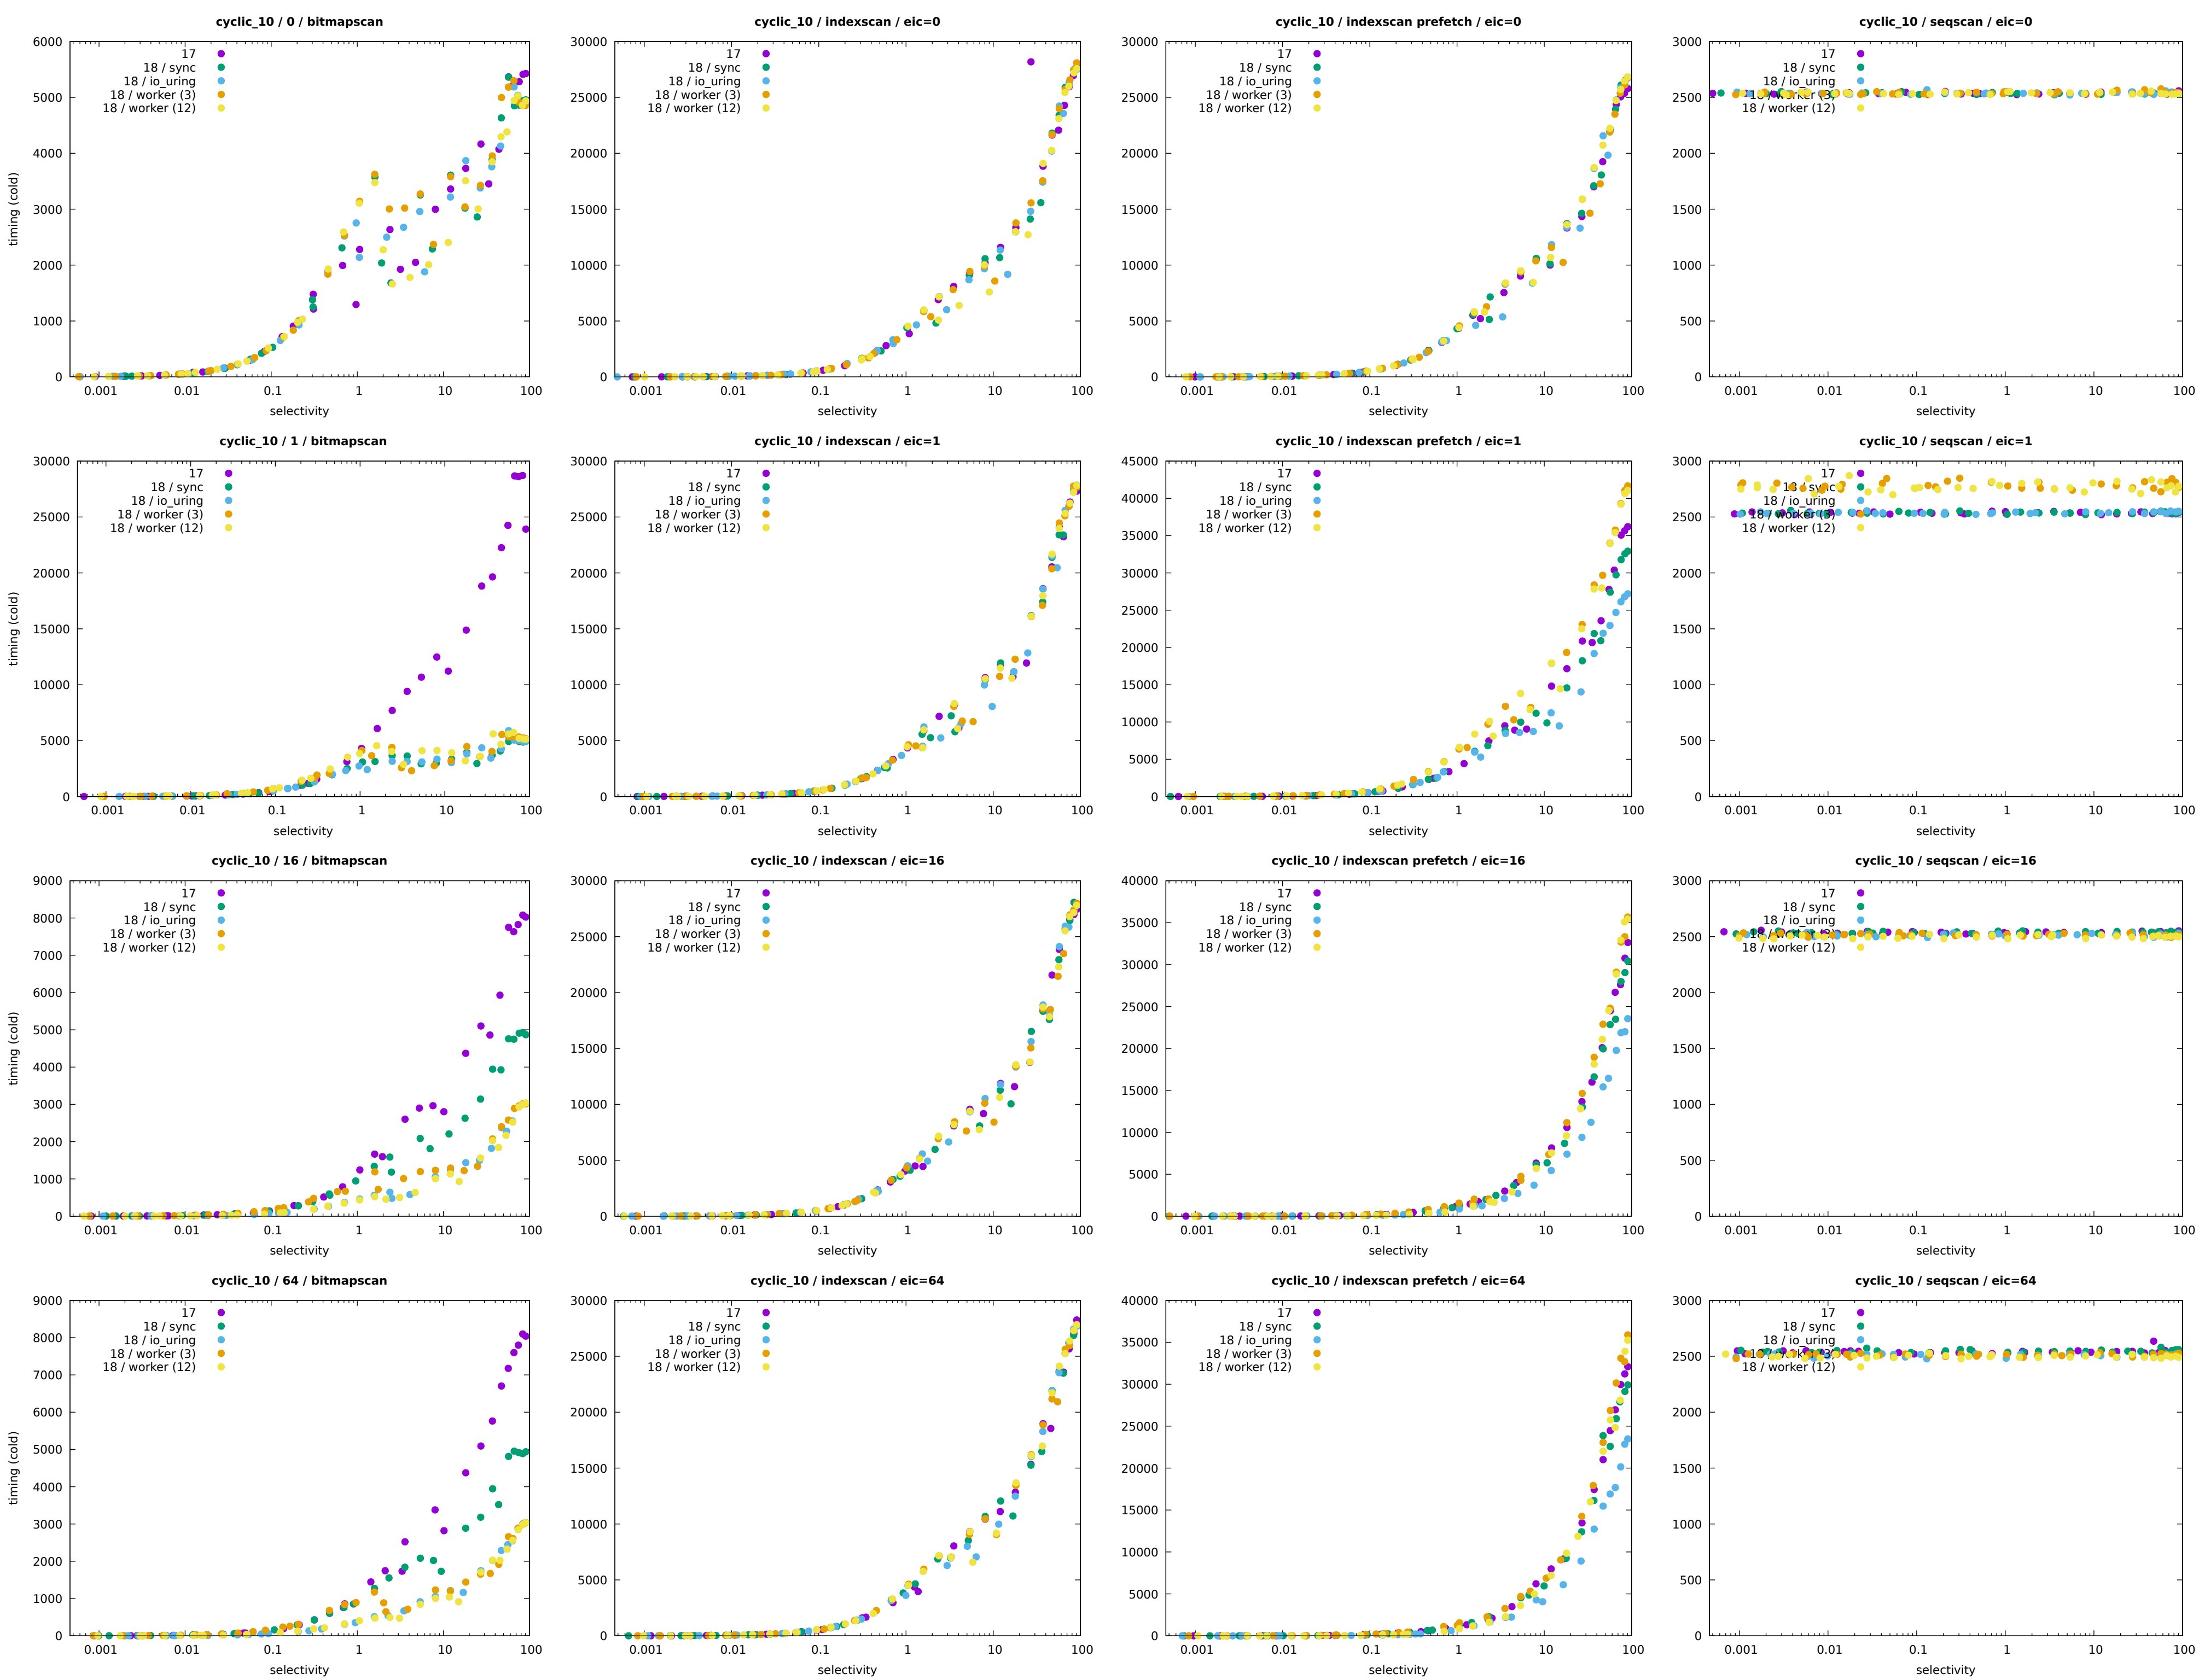 cyclic_10 / 0 / bitmapscan
timing (cold)
6000
5000
4000
3000
2000
1000
0
17
18 / sync
18 / io_uring
18 / worker (3)
18 / worker (12)
0.001 0.01 0.1 1 10 100
selectivity
cyclic_10 / indexscan / eic=0
30000
25000
20000
15000
10000
5000
0
17
18 / sync
18 / io_uring
18 / worker (3)
18 / worker (12)
0.001 0.01 0.1 1 10 100
selectivity
cyclic_10 / indexscan prefetch / eic=0
30000
25000
20000
15000
10000
5000
0
17
18 / sync
18 / io_uring
18 / worker (3)
18 / worker (12)
0.001 0.01 0.1 1 10 100
selectivity
cyclic_10 / seqscan / eic=0
3000
2500
2000
1500
1000
500
0
17
18 / sync
18 / io_uring
18 / worker (3)
18 / worker (12)
0.001 0.01 0.1 1 10 100
selectivity
cyclic_10 / 1 / bitmapscan
timing (cold)
30000
25000
20000
15000
10000
5000
0
17
18 / sync
18 / io_uring
18 / worker (3)
18 / worker (12)
0.001 0.01 0.1 1 10 100
selectivity
cyclic_10 / indexscan / eic=1
30000
25000
20000
15000
10000
5000
0
17
18 / sync
18 / io_uring
18 / worker (3)
18 / worker (12)
0.001 0.01 0.1 1 10 100
selectivity
cyclic_10 / indexscan prefetch / eic=1
45000
40000
35000
30000
25000
20000
15000
10000
5000
0
17
18 / sync
18 / io_uring
18 / worker (3)
18 / worker (12)
0.001 0.01 0.1 1 10 100
selectivity
cyclic_10 / seqscan / eic=1
3000
2500
2000
1500
1000
500
0
17
18 / sync
18 / io_uring
18 / worker (3)
18 / worker (12)
0.001 0.01 0.1 1 10 100
selectivity
cyclic_10 / 16 / bitmapscan
timing (cold)
9000
8000
7000
6000
5000
4000
3000
2000
1000
0
17
18 / sync
18 / io_uring
18 / worker (3)
18 / worker (12)
0.001 0.01 0.1 1 10 100
selectivity
cyclic_10 / indexscan / eic=16
30000
25000
20000
15000
10000
5000
0
17
18 / sync
18 / io_uring
18 / worker (3)
18 / worker (12)
0.001 0.01 0.1 1 10 100
selectivity
cyclic_10 / indexscan prefetch / eic=16
40000
35000
30000
25000
20000
15000
10000
5000
0
17
18 / sync
18 / io_uring
18 / worker (3)
18 / worker (12)
0.001 0.01 0.1 1 10 100
selectivity
cyclic_10 / seqscan / eic=16
3000
2500
2000
1500
1000
500
0
17
18 / sync
18 / io_uring
18 / worker (3)
18 / worker (12)
0.001 0.01 0.1 1 10 100
selectivity
cyclic_10 / 64 / bitmapscan
timing (cold)
9000
8000
7000
6000
5000
4000
3000
2000
1000
0
17
18 / sync
18 / io_uring
18 / worker (3)
18 / worker (12)
0.001 0.01 0.1 1 10 100
selectivity
cyclic_10 / indexscan / eic=64
30000
25000
20000
15000
10000
5000
0
17
18 / sync
18 / io_uring
18 / worker (3)
18 / worker (12)
0.001 0.01 0.1 1 10 100
selectivity
cyclic_10 / indexscan prefetch / eic=64
40000
35000
30000
25000
20000
15000
10000
5000
0
17
18 / sync
18 / io_uring
18 / worker (3)
18 / worker (12)
0.001 0.01 0.1 1 10 100
selectivity
cyclic_10 / seqscan / eic=64
3000
2500
2000
1500
1000
500
0
17
18 / sync
18 / io_uring
18 / worker (3)
18 / worker (12)
0.001 0.01 0.1 1 10 100
selectivity